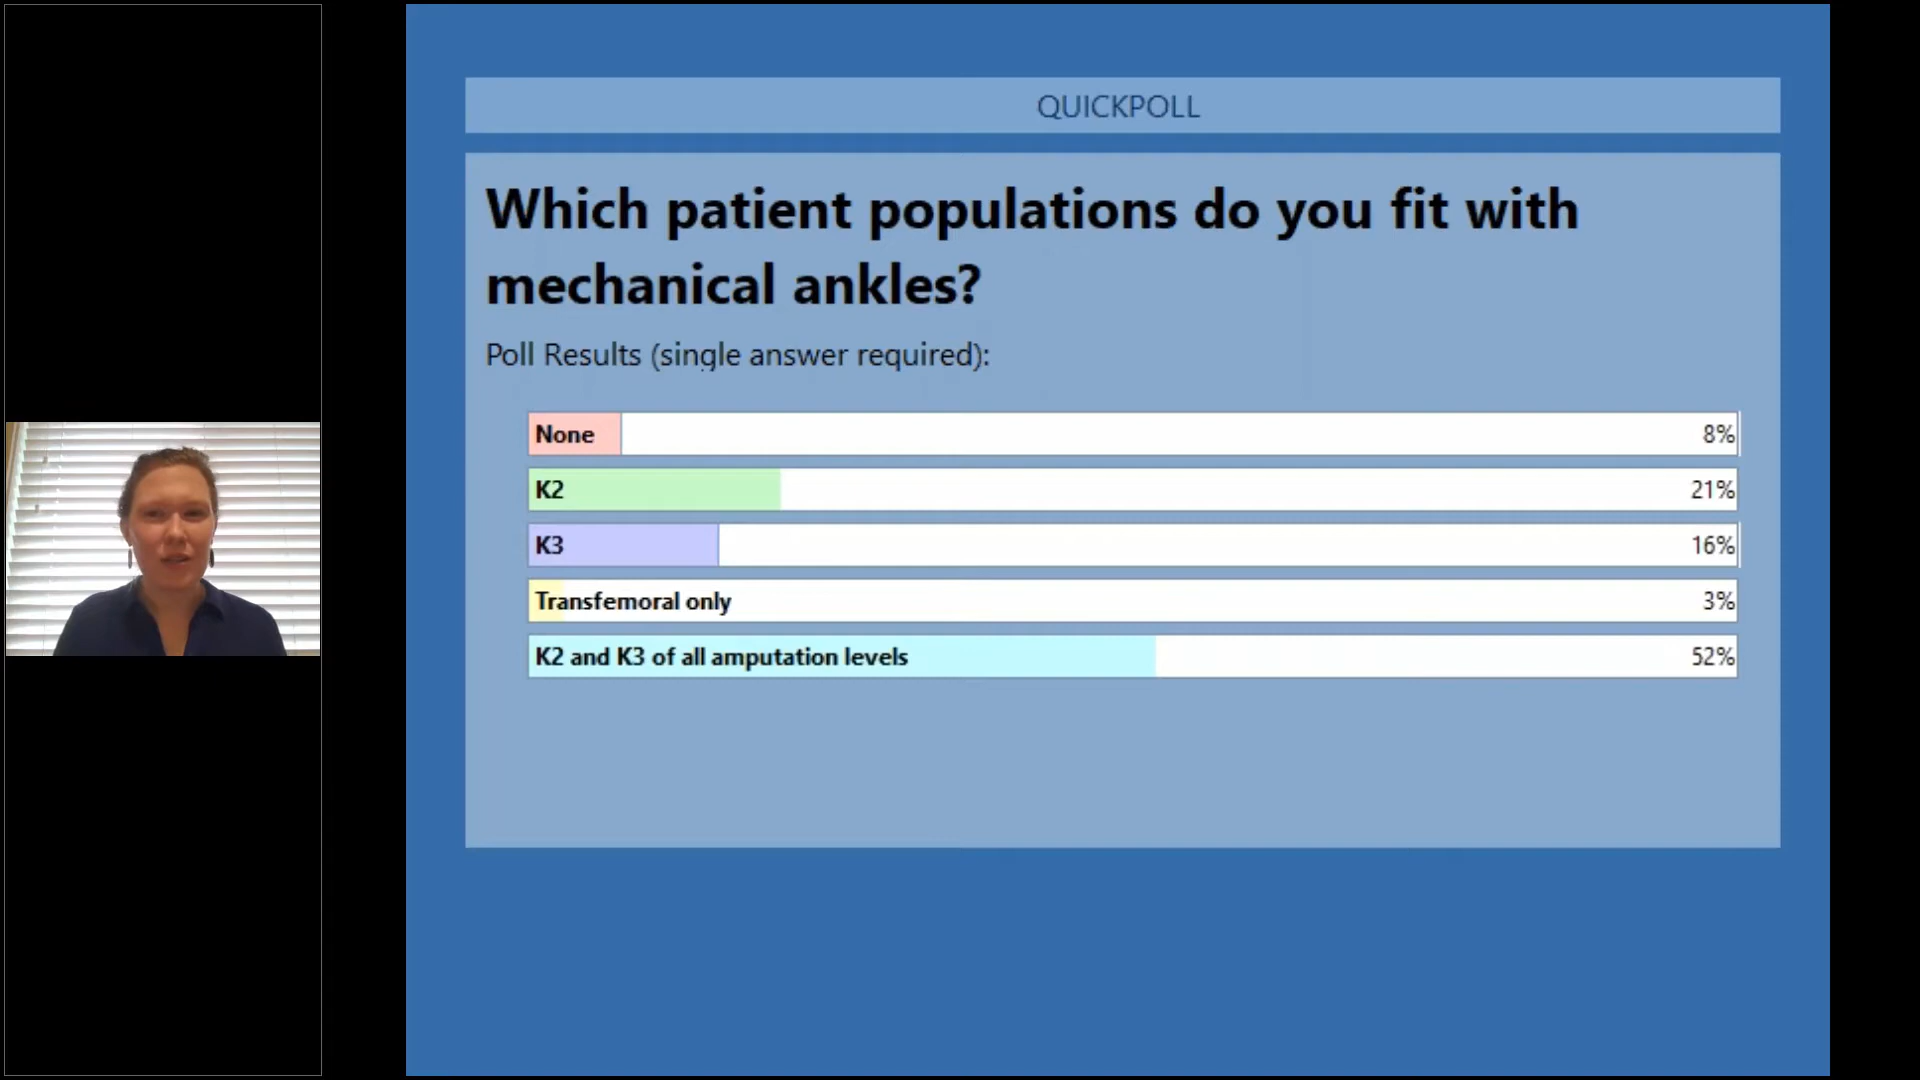 QUICKPOLL
Which patient populations do you fit with
mechanical ankles?
Poll Results (single answer required):
None 8%
K2 21%
K3 16%
Transfemoral only 3%
K2 and K3 of all amputation levels 52%